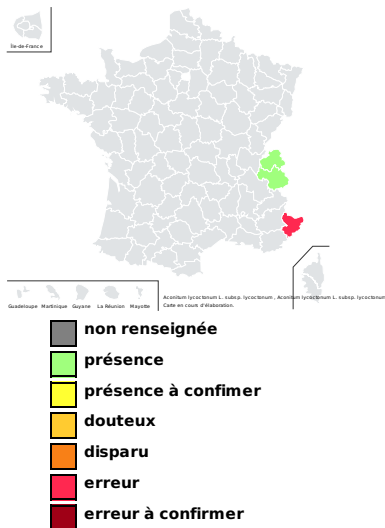 Île-de-France
Guadeloupe Martinique Guyane La Réunion Mayotte
Aconitum lycoctonum L. subsp. lycoctonum , Aconitum lycoctonum L. subsp. lycoctonum
Carte en cours d'élaboration.
non renseignée
présence
présence à confimer
douteux
disparu
erreur
erreur à confirmer